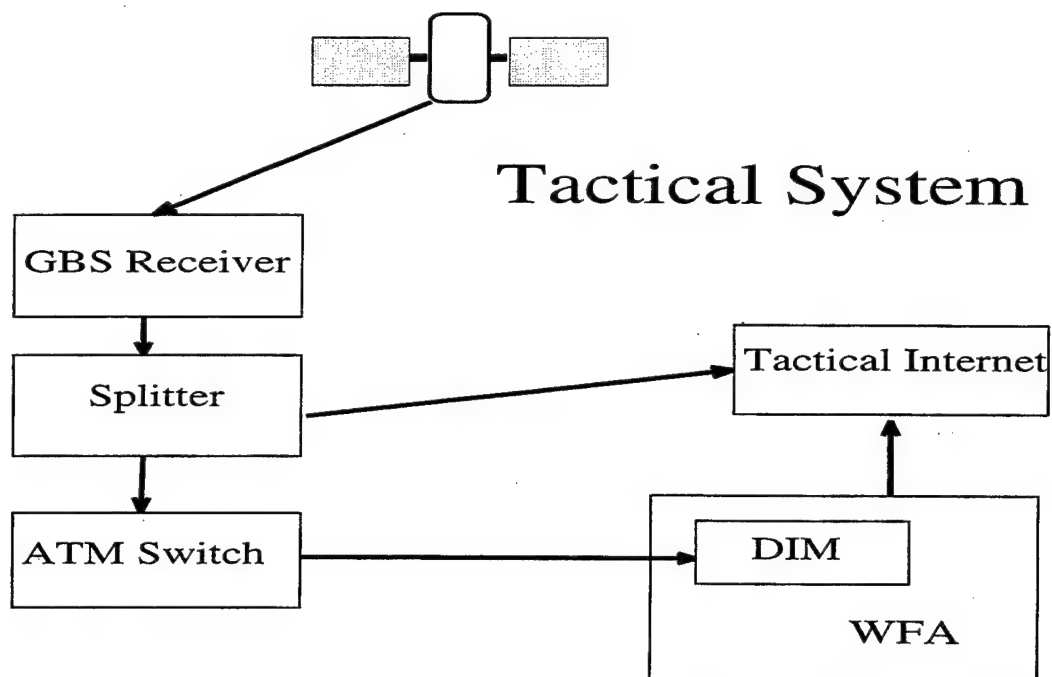 Tactical System
GBS Receiver
Splitter
Tactical Internet
ATM Switch
DIM
WFA